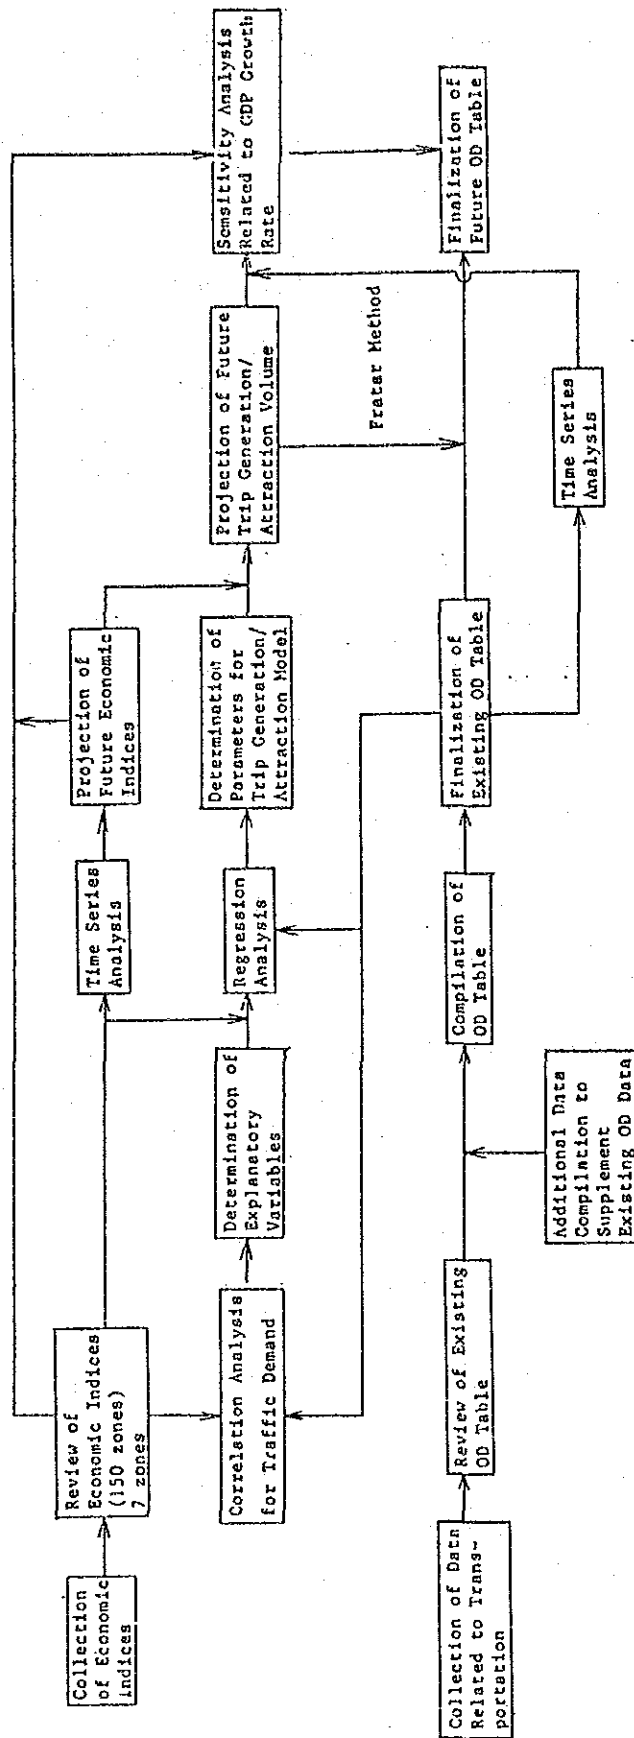 Collection
of Economic
Indices
Review of
Economic Indices
(150 zones)
7 zones
Time Series
Analysis
Projection of
Future Economic
Indices
Correlation Analysis
for Traffic Demand
Determination of
Explanatory
Variables
Regression
Analysis
Determination of
Parameters for
Trip Generation/
Attraction Model
Projection of Future
Trip Generation/
Attraction Volume
Sensitivity Analysis
Related to GDP Growth
Rate
Fratar Method
Collection of Data
Related to Trans-
portation
Review of Existing
OD Table
Additional Data
Compilation to
Supplement
Existing OD Data
Compilation of
OD Table
Finalization of
Existing OD Table
Time Series
Analysis
Finalization of
Future OD Table